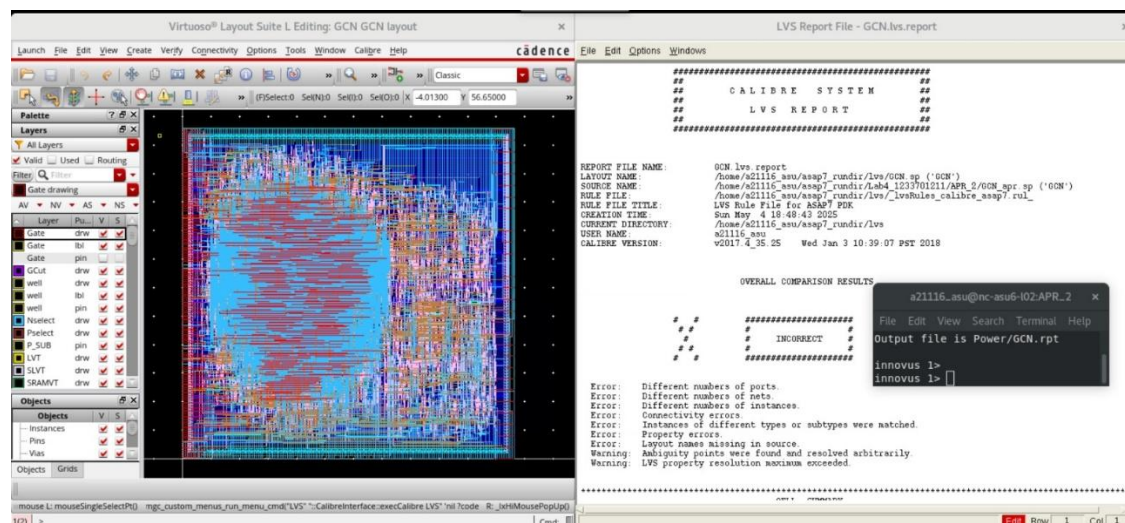 Virtuoso® Layout Suite L Editing: GCN GCN layout
Launch File Edit View Create Verify Connectivity Options Tools Window Calibre Help
cādence
Classic
(F)Select:0 Sel(N):0 Sel(I):0 Sel(O):0 X -4.01300 Y 56.65000
Palette
Layers
All Layers
Valid Used Routing
Filter Filter
Gate drawing
AV NV AS NS
Layer Pu... V S
Gate drw
Gate lbl
Gate pin
GCut drw
well drw
well lbl
well pin
Nselect drw
Pselect drw
P_SUB pin
LVT drw
SLVT drw
SRAMVT drw
Objects
Objects V S
Instances
Pins
Vias
Objects Grids
mouse L: mouseSingleSelectPt() mgc_custom_menus_run_menu_cmd("LVS" "::CalibreInterface::execCalibre LVS" 'nil ?code R: _lxHiMousePopUp()
1(2) > Cmd:
LVS Report File - GCN.lvs.report
File Edit Options Windows
##################################################
## ##
## C A L I B R E S Y S T E M ##
## ##
## L V S R E P O R T ##
## ##
##################################################
REPORT FILE NAME: GCN.lvs.report
LAYOUT NAME: /home/a21116_asu/asap7_rundir/lvs/GCN.sp ('GCN')
SOURCE NAME: /home/a21116_asu/asap7_rundir/Lab4_1233701211/APR_2/GCN_apr.sp ('GCN')
RULE FILE: /home/a21116_asu/asap7_rundir/lvs/_lvsRules_calibre_asap7.rul_
RULE FILE TITLE: LVS Rule File for ASAP7 PDK
CREATION TIME: Sun May 4 18:48:43 2025
CURRENT DIRECTORY: /home/a21116_asu/asap7_rundir/lvs
USER NAME: a21116_asu
CALIBRE VERSION: v2017.4_35.25 Wed Jan 3 10:39:07 PST 2018
OVERALL COMPARISON RESULTS
# # #####################
# # # #
# # INCORRECT #
# # # #
# # #####################
Error: Different numbers of ports.
Error: Different numbers of nets.
Error: Different numbers of instances.
Error: Connectivity errors.
Error: Instances of different types or subtypes were matched.
Error: Property errors.
Error: Layout names missing in source.
Warning: Ambiguity points were found and resolved arbitrarily.
Warning: LVS property resolution maximum exceeded.
CELL SUMMARY
Edit Row 1 Col 1
a21116_asu@nc-asu6-l02:APR_2
File Edit View Search Terminal Help
Output file is Power/GCN.rpt
innovus 1>
innovus 1>